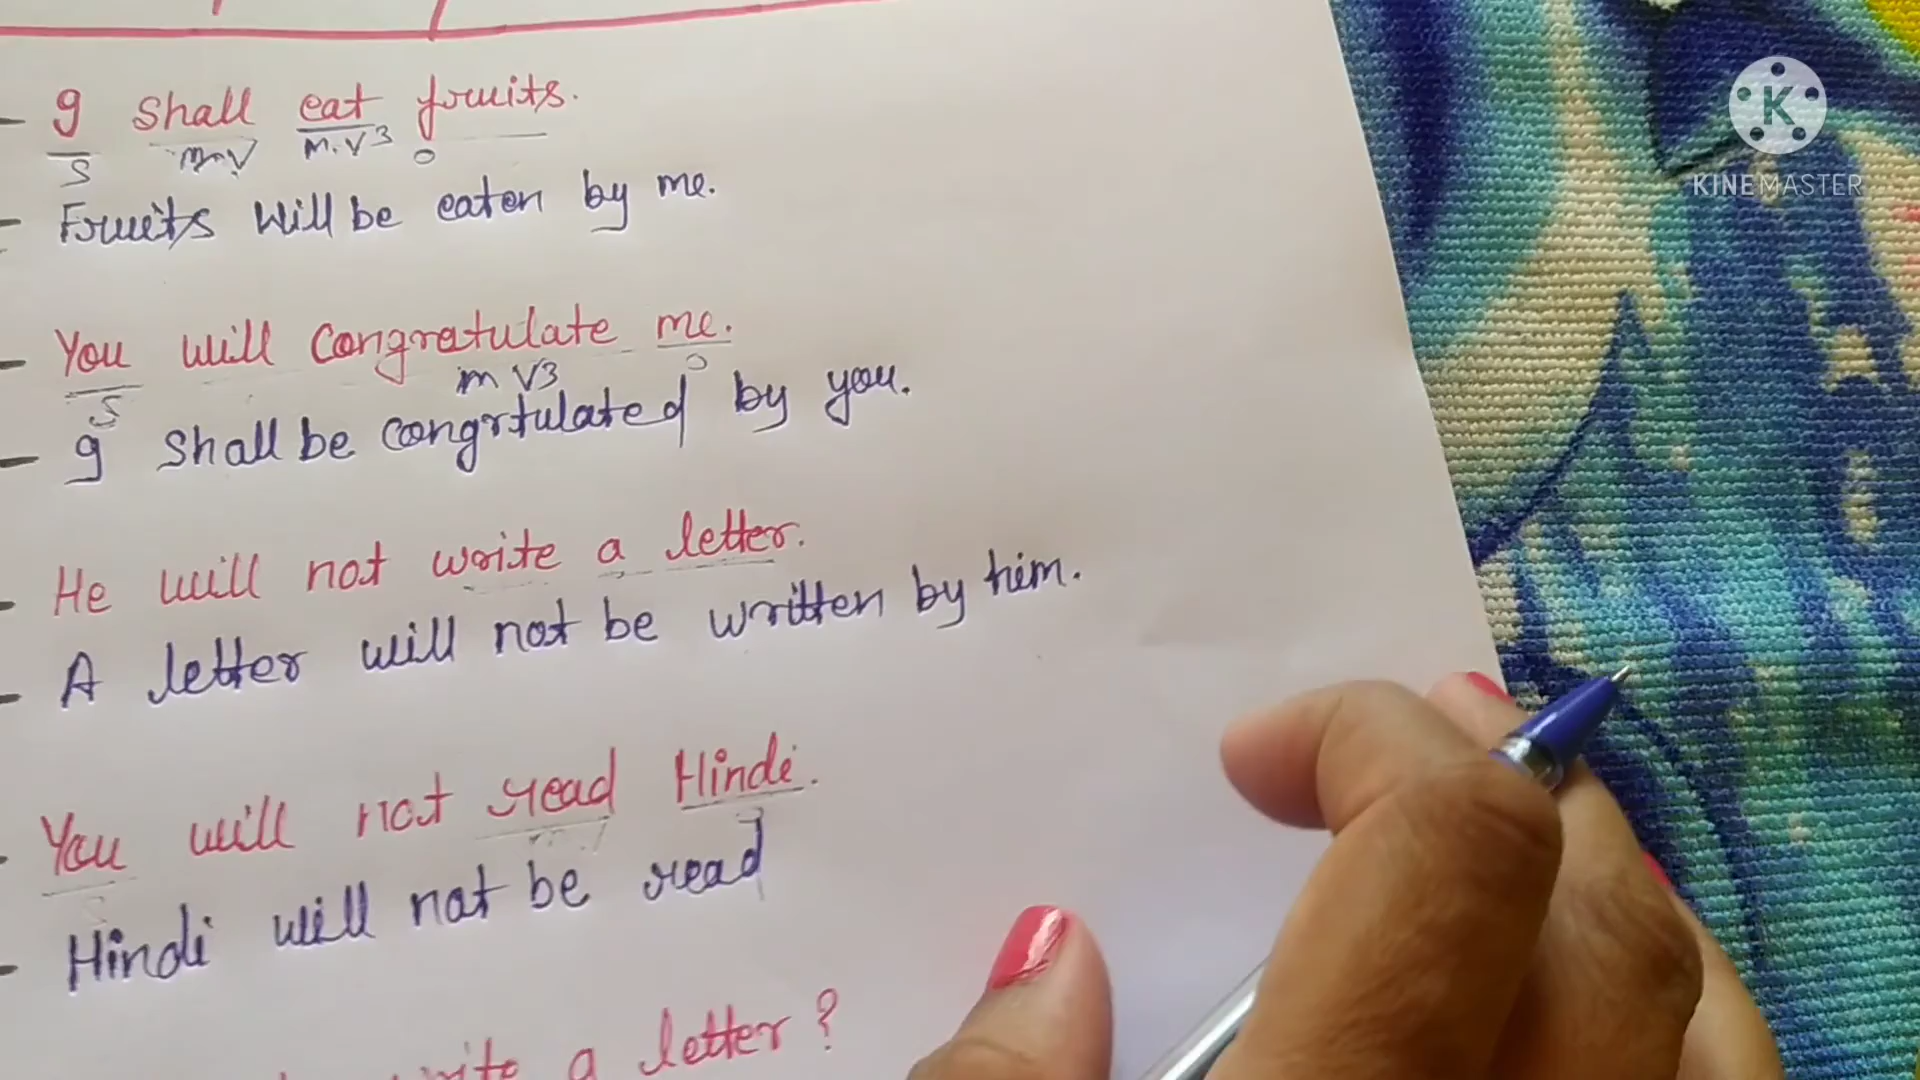 - I shall eat fruits.
S m.v M.V3 O
- Fruits will be eaten by me.
- You will congratulate me.
S m V3 O
- I shall be congrtulated by you.
- He will not write a letter.
- A letter will not be written by him.
- You will not read Hindi.
S
- Hindi will not be read
write a letter?
KINEMASTER